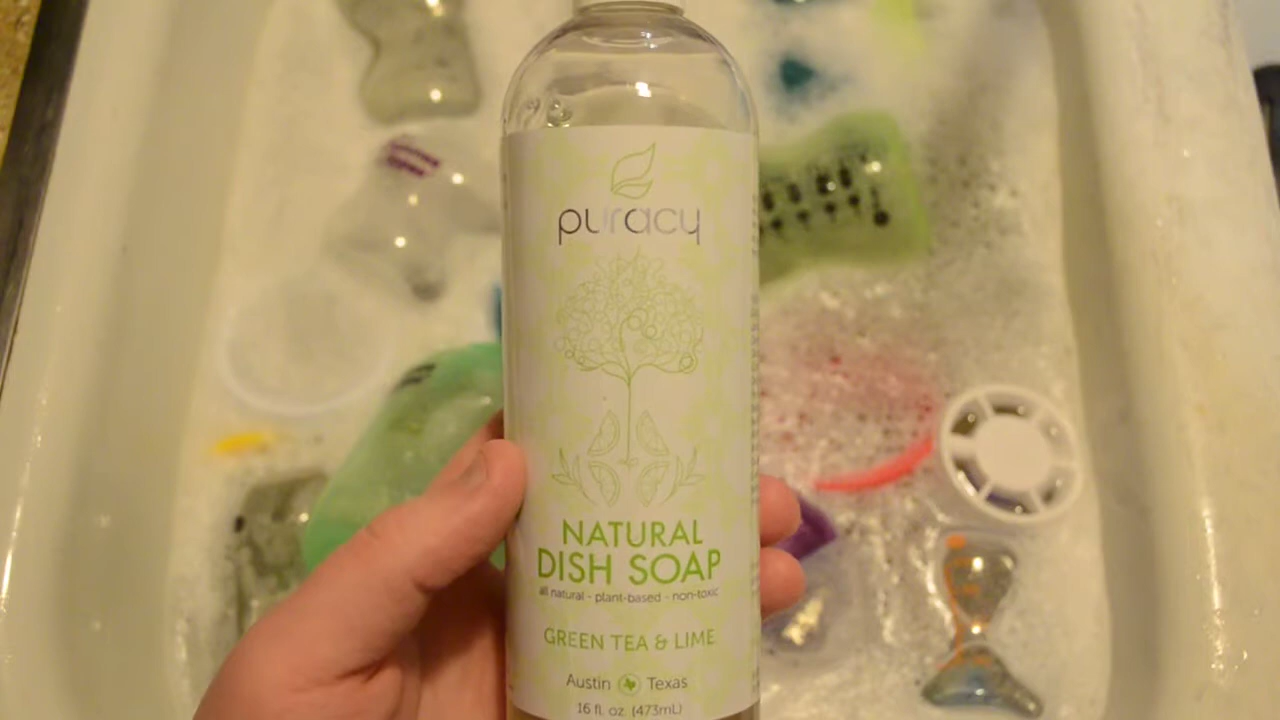 puracy
NATURAL
DISH SOAP
all natural - plant-based - non-toxic
GREEN TEA & LIME
Austin Texas
16 fl. oz. (473mL)